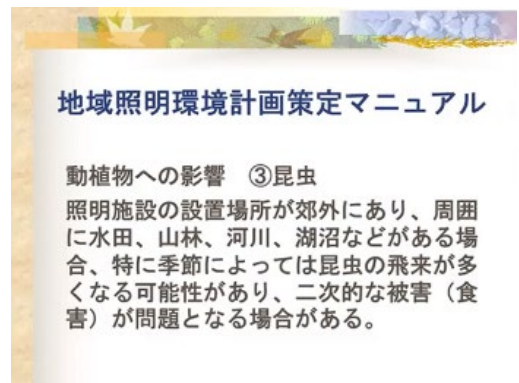 地域照明環境計画策定マニュアル
動植物への影響　③昆虫
照明施設の設置場所が郊外にあり、周囲
に水田、山林、河川、湖沼などがある場
合、特に季節によっては昆虫の飛来が多
くなる可能性があり、二次的な被害（食
害）が問題となる場合がある。